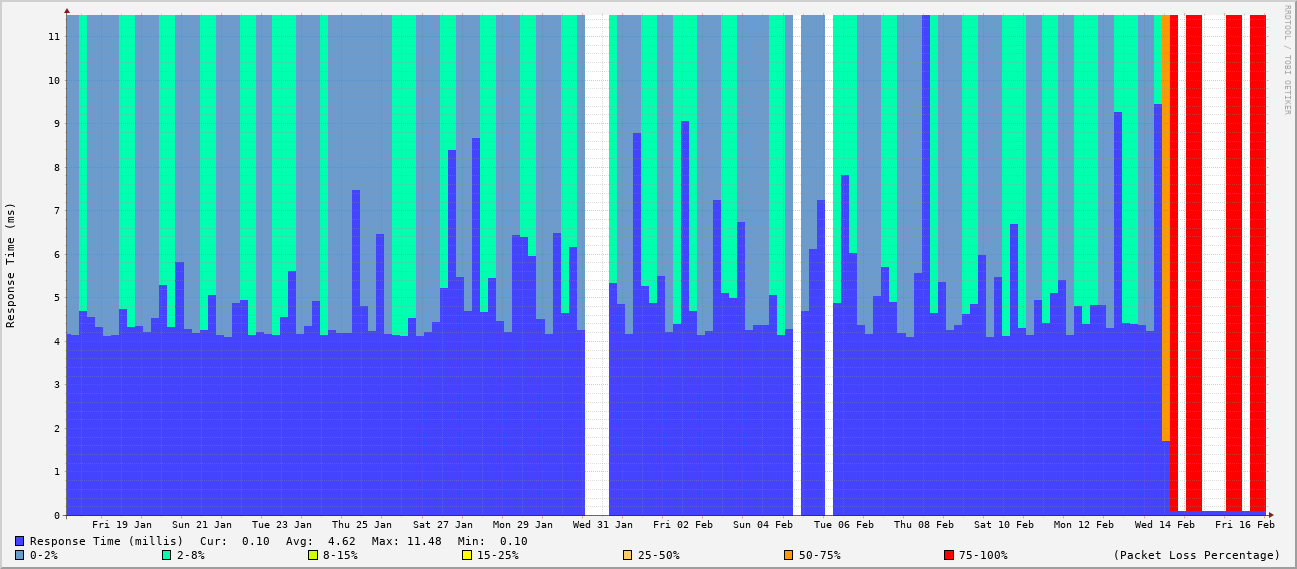 RRDTOOL / TOBI OETIKER
Response Time (ms)
11
10
9
8
7
6
5
4
3
2
1
0
Fri 19 Jan Sun 21 Jan Tue 23 Jan Thu 25 Jan Sat 27 Jan Mon 29 Jan Wed 31 Jan Fri 02 Feb Sun 04 Feb Tue 06 Feb Thu 08 Feb Sat 10 Feb Mon 12 Feb Wed 14 Feb Fri 16 Feb
Response Time (millis) Cur: 0.10 Avg: 4.62 Max: 11.48 Min: 0.10
0-2% 2-8% 8-15% 15-25% 25-50% 50-75% 75-100% (Packet Loss Percentage)